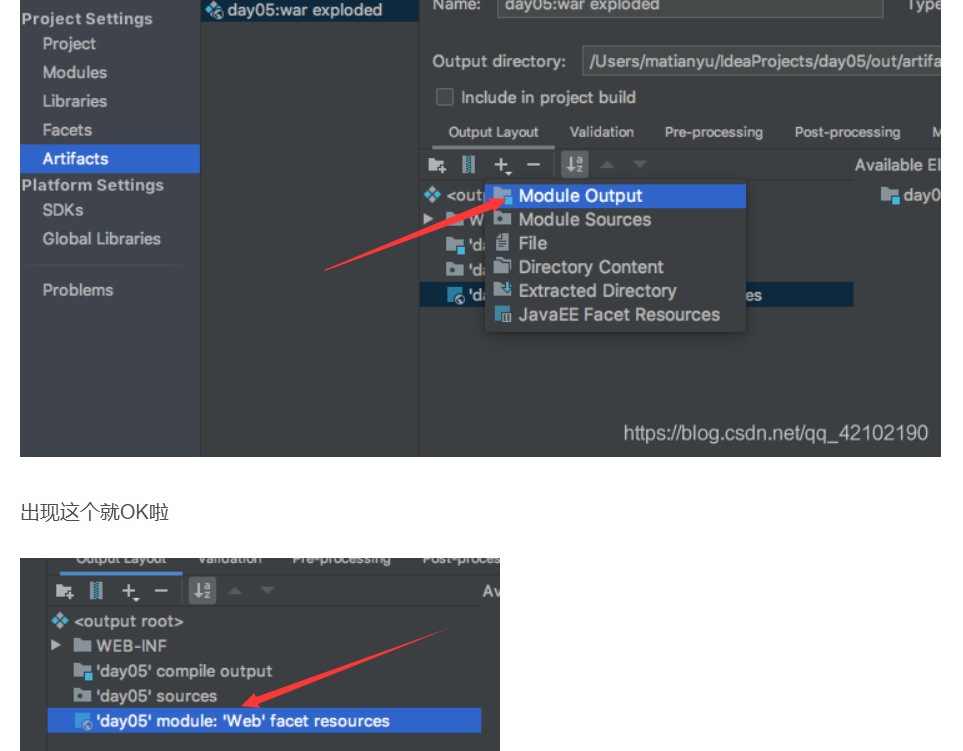 Project Settings
Project
Modules
Libraries
Facets
Artifacts
Platform Settings
SDKs
Global Libraries
Problems
day05:war exploded
Name: day05:war exploded Type
Output directory: /Users/matianyu/IdeaProjects/day05/out/artifa
Include in project build
Output Layout Validation Pre-processing Post-processing M
Available El
<outp
day0
W
'da
'da
'da
es
Module Output
Module Sources
File
Directory Content
Extracted Directory
JavaEE Facet Resources
https://blog.csdn.net/qq_42102190
出现这个就OK啦
Output Layout Validation Pre-processing Post-proces
Av
<output root>
WEB-INF
'day05' compile output
'day05' sources
'day05' module: 'Web' facet resources